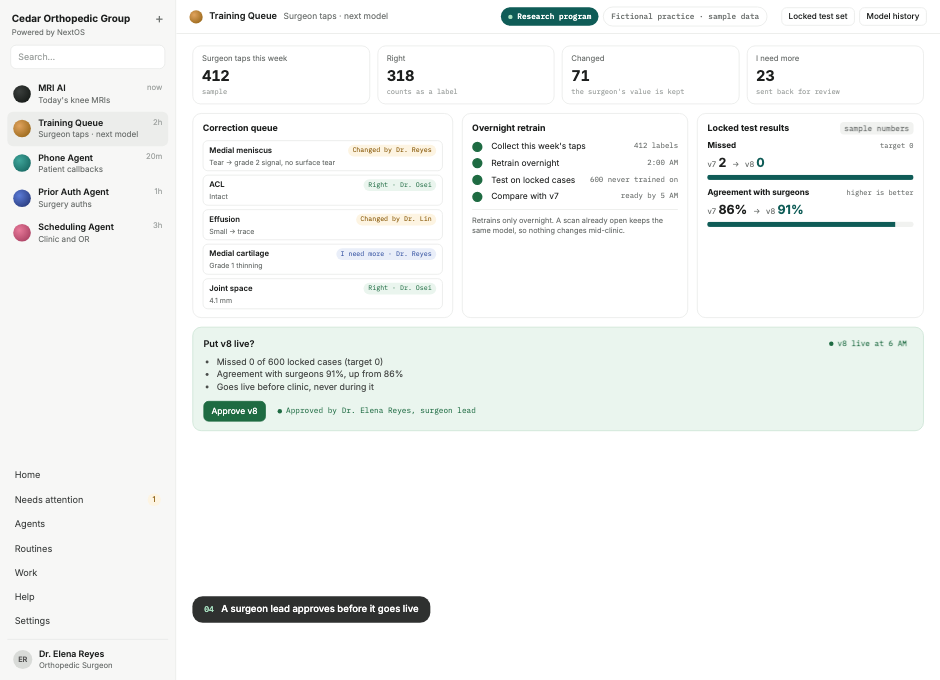 Cedar Orthopedic Group
+
Powered by NextOS
Search...
MRI AI
now
Today's knee MRIs
Training Queue
2h
Surgeon taps · next model
Phone Agent
20m
Patient callbacks
Prior Auth Agent
1h
Surgery auths
Scheduling Agent
3h
Clinic and OR
Home
Needs attention
1
Agents
Routines
Work
Help
Settings
ER
Dr. Elena Reyes
Orthopedic Surgeon
Training Queue
Surgeon taps · next model
Research program
Fictional practice · sample data
Locked test set
Model history
Surgeon taps this week
412
sample
Right
318
counts as a label
Changed
71
the surgeon's value is kept
I need more
23
sent back for review
Correction queue
Medial meniscus
Changed by Dr. Reyes
Tear → grade 2 signal, no surface tear
ACL
Right · Dr. Osei
Intact
Effusion
Changed by Dr. Lin
Small → trace
Medial cartilage
I need more · Dr. Reyes
Grade 1 thinning
Joint space
Right · Dr. Osei
4.1 mm
Overnight retrain
Collect this week's taps
412 labels
Retrain overnight
2:00 AM
Test on locked cases
600 never trained on
Compare with v7
ready by 5 AM
Retrains only overnight. A scan already open keeps the
same model, so nothing changes mid-clinic.
Locked test results
sample numbers
Missed
target 0
v7 2 → v8 0
Agreement with surgeons
higher is better
v7 86% → v8 91%
Put v8 live?
v8 live at 6 AM
• Missed 0 of 600 locked cases (target 0)
• Agreement with surgeons 91%, up from 86%
• Goes live before clinic, never during it
Approve v8
Approved by Dr. Elena Reyes, surgeon lead
04 A surgeon lead approves before it goes live